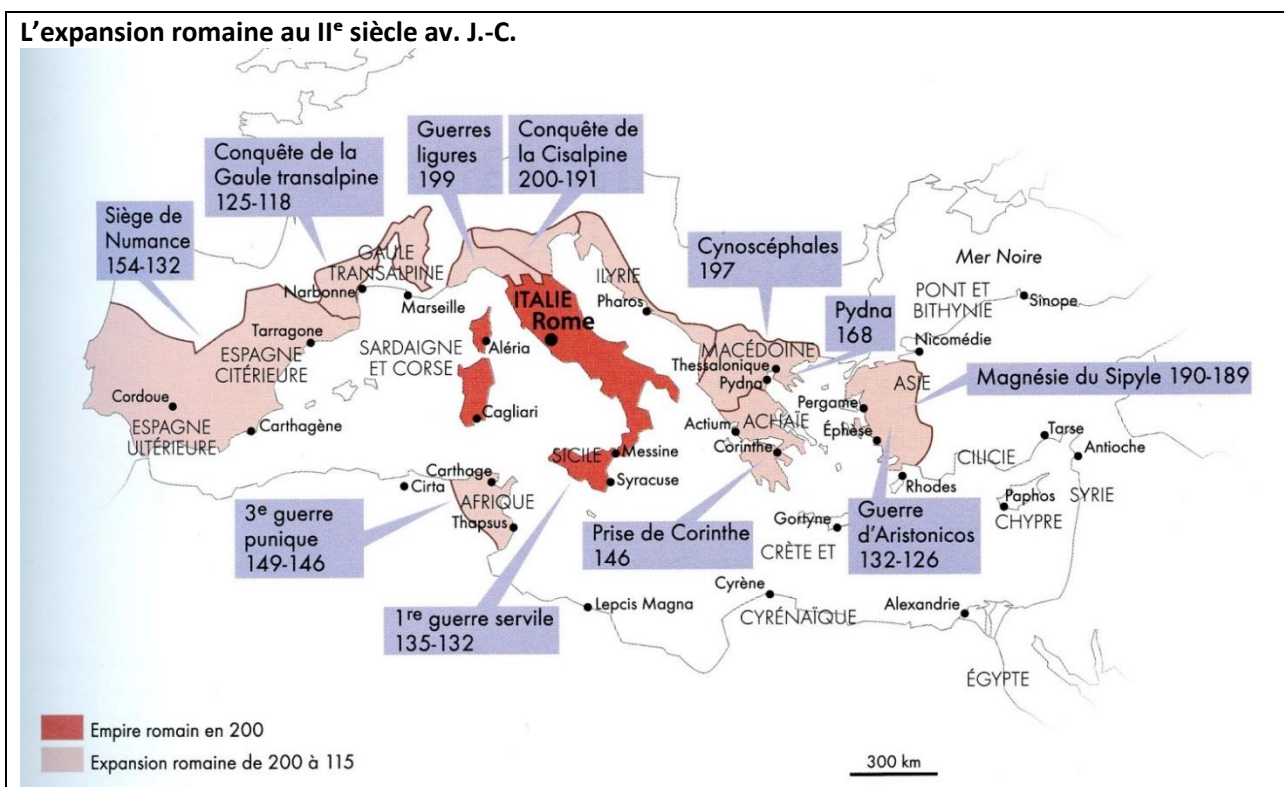 L’expansion romaine au IIᵉ siècle av. J.-C.
Conquête de la
Gaule transalpine
125-118
Guerres
ligures
199
Conquête de
la Cisalpine
200-191
Siège de
Numance
154-132
Cynoscéphales
197
Pydna
168
Magnésie du Sipyle 190-189
Mer Noire
PONT ET
BITHYNIE
Sinope
Nicomédie
GAULE
TRANSALPINE
Narbonne
Marseille
ILYRIE
Pharos
ITALIE
Rome
Tarragone
ESPAGNE
CITÉRIEURE
SARDAIGNE
ET CORSE
Aléria
Cagliari
MACÉDOINE
Thessalonique
Pydna
ASIE
Pergame
Éphèse
Cordoue
ESPAGNE
ULTÉRIEURE
Carthagène
ACHAÏE
Actium
Corinthe
Tarse
CILICIE
Antioche
Rhodes
SYRIE
Paphos
CHYPRE
SICILE
Messine
Syracuse
Carthage
Cirta
AFRIQUE
Thapsus
Gortyne
CRÈTE ET
3ᵉ guerre
punique
149-146
Prise de Corinthe
146
Guerre
d’Aristonicos
132-126
1ʳᵉ guerre servile
135-132
Lepcis Magna
Cyrène
CYRÉNAÏQUE
Alexandrie
ÉGYPTE
Empire romain en 200
Expansion romaine de 200 à 115
300 km